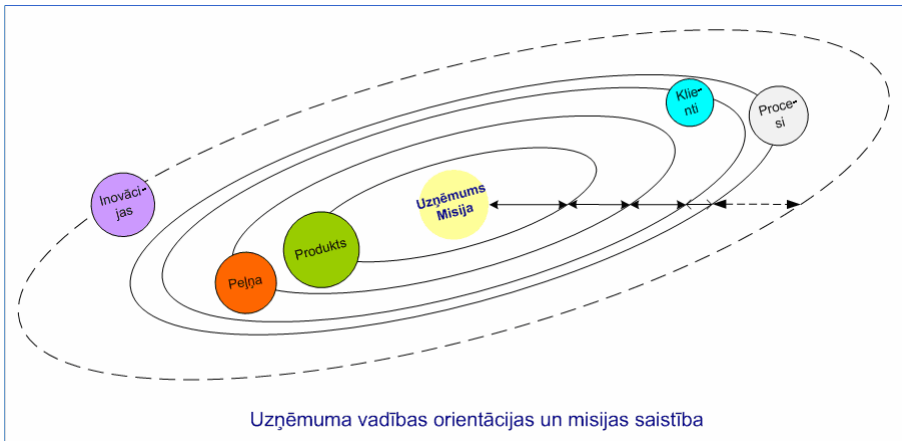 Klie-
nti
Proce-
si
Inovāci-
jas
Uzņēmums
Misija
Produkts
Peļņa
Uzņēmuma vadības orientācijas un misijas saistība